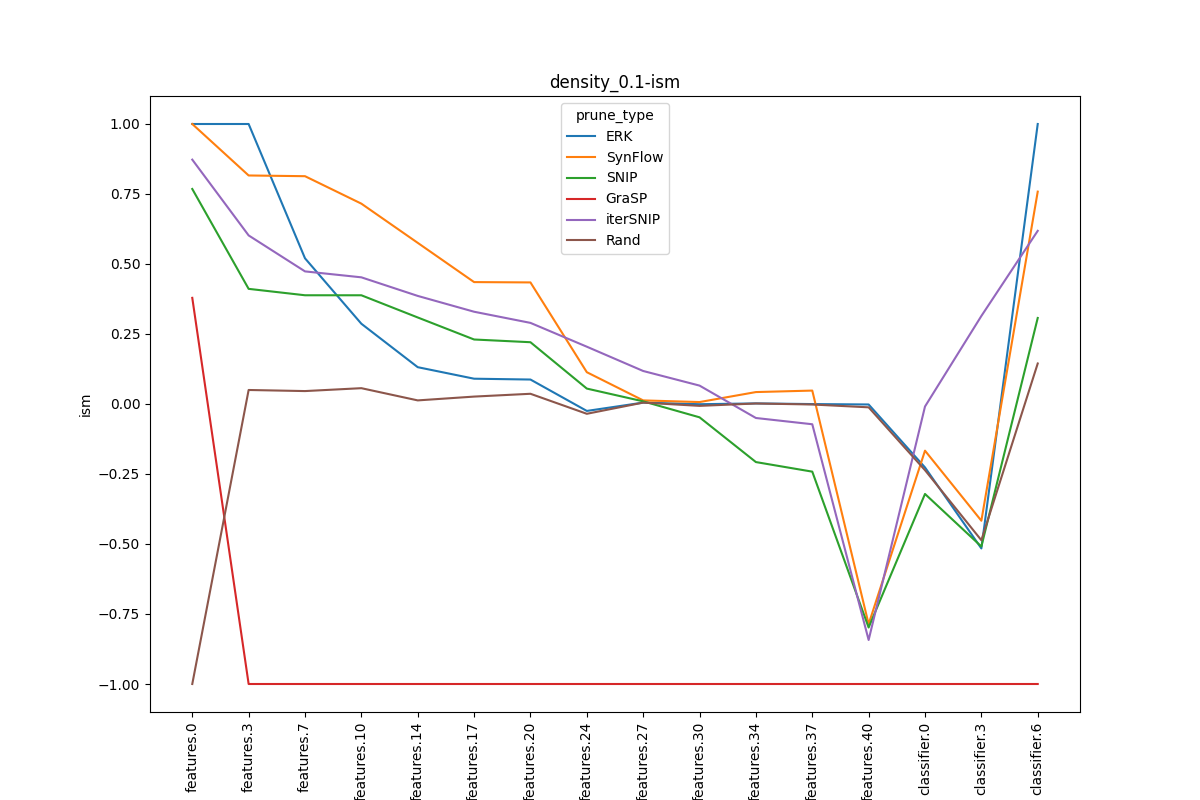 density_0.1-ism
prune_type
ERK
SynFlow
SNIP
GraSP
iterSNIP
Rand
1.00
0.75
0.50
0.25
0.00
−0.25
−0.50
−0.75
−1.00
ism
features.0
features.3
features.7
features.10
features.14
features.17
features.20
features.24
features.27
features.30
features.34
features.37
features.40
classifier.0
classifier.3
classifier.6